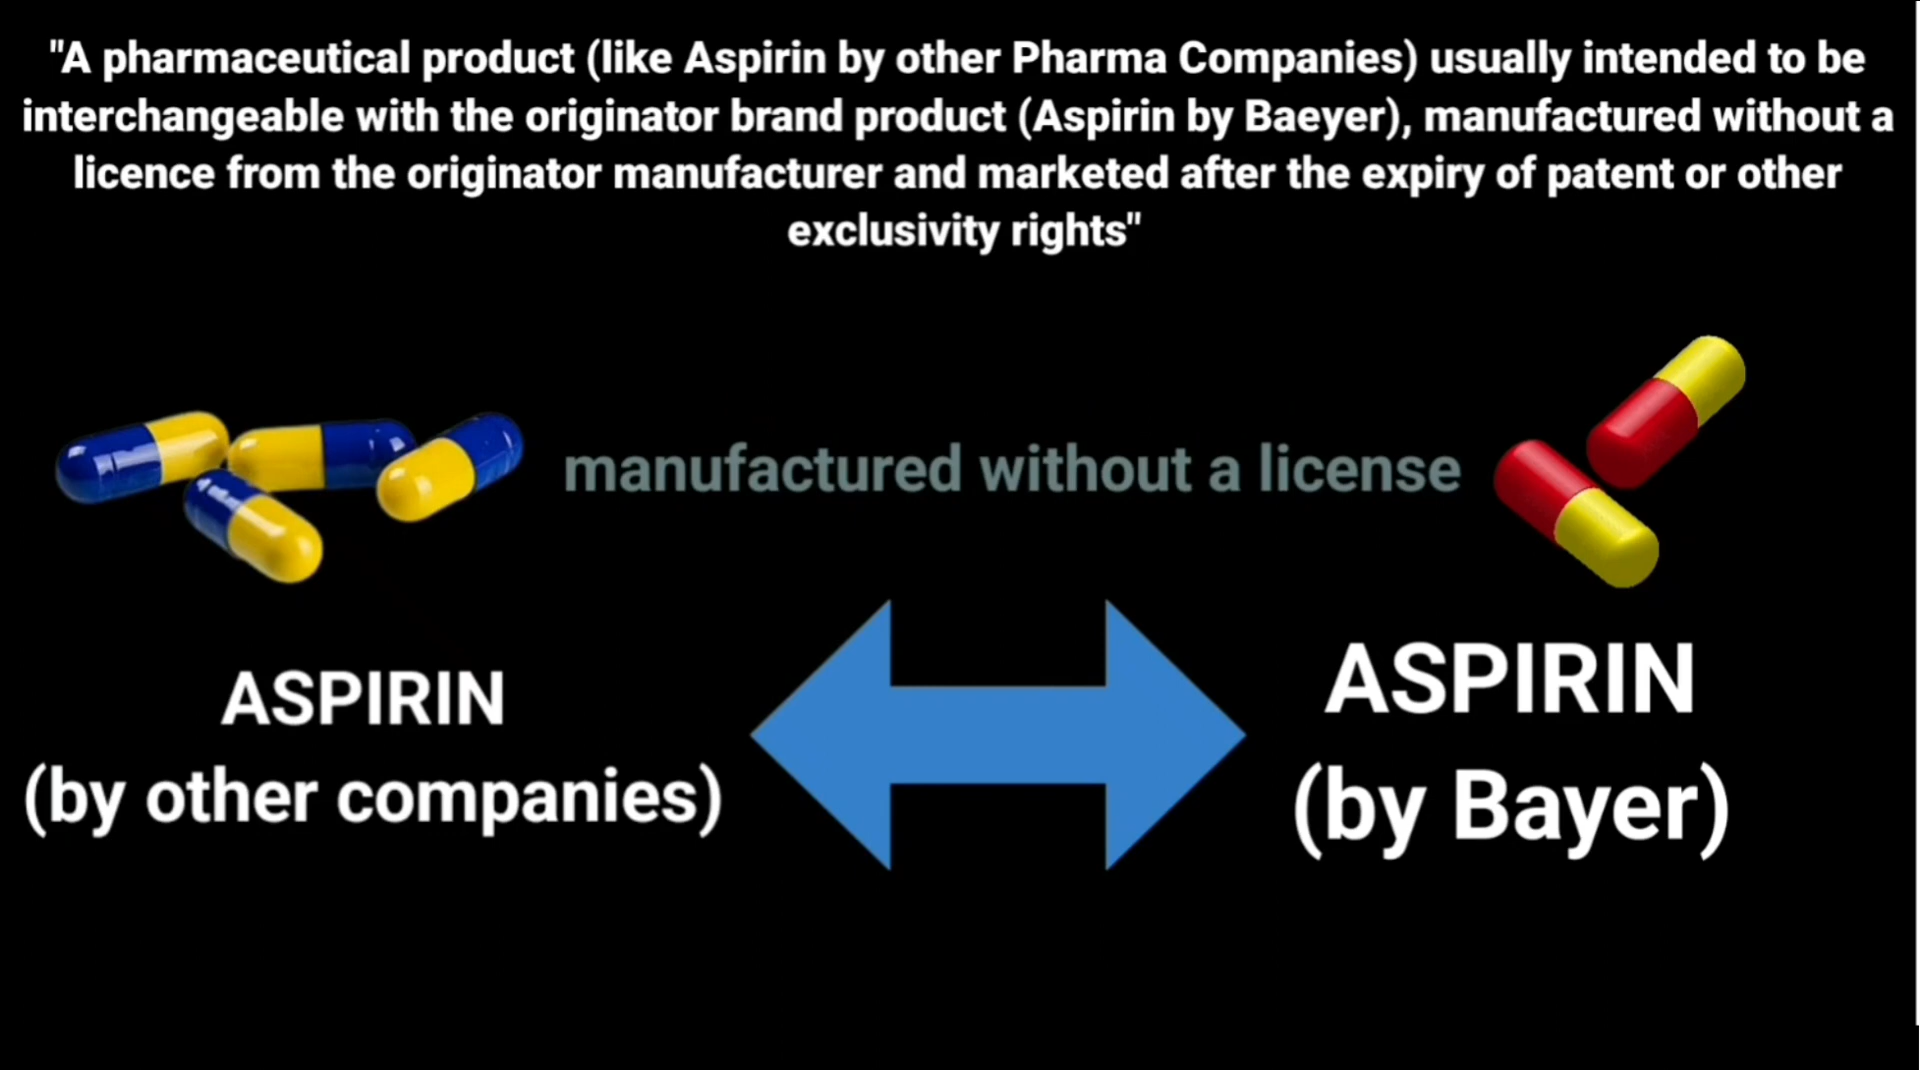 "A pharmaceutical product (like Aspirin by other Pharma Companies) usually intended to be
interchangeable with the originator brand product (Aspirin by Baeyer), manufactured without a
licence from the originator manufacturer and marketed after the expiry of patent or other
exclusivity rights"
manufactured without a license
ASPIRIN
(by other companies)
ASPIRIN
(by Bayer)